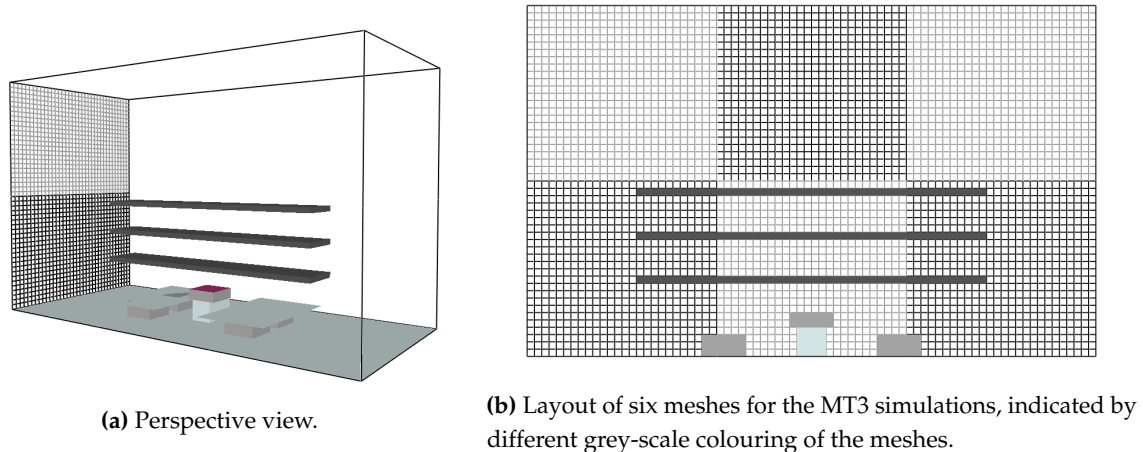 (a) Perspective view.
(b) Layout of six meshes for the MT3 simulations, indicated by
different grey-scale colouring of the meshes.